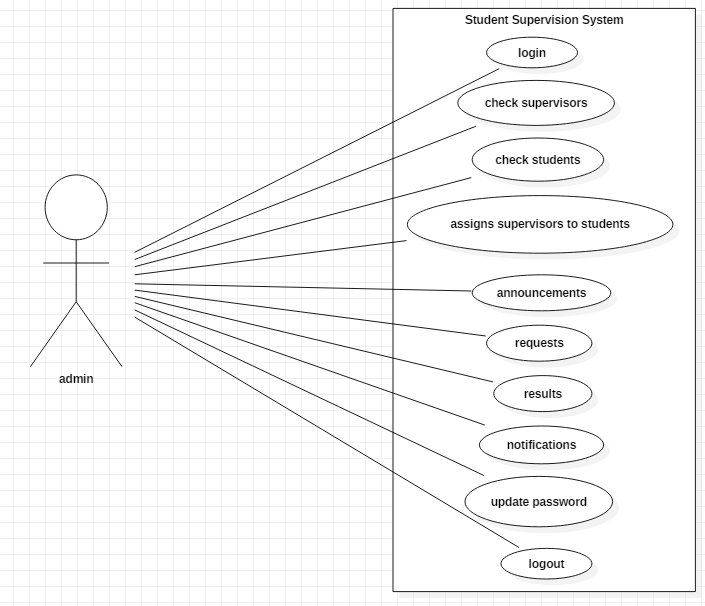 Student Supervision System
login
check supervisors
check students
assigns supervisors to students
announcements
requests
results
notifications
update password
logout
admin